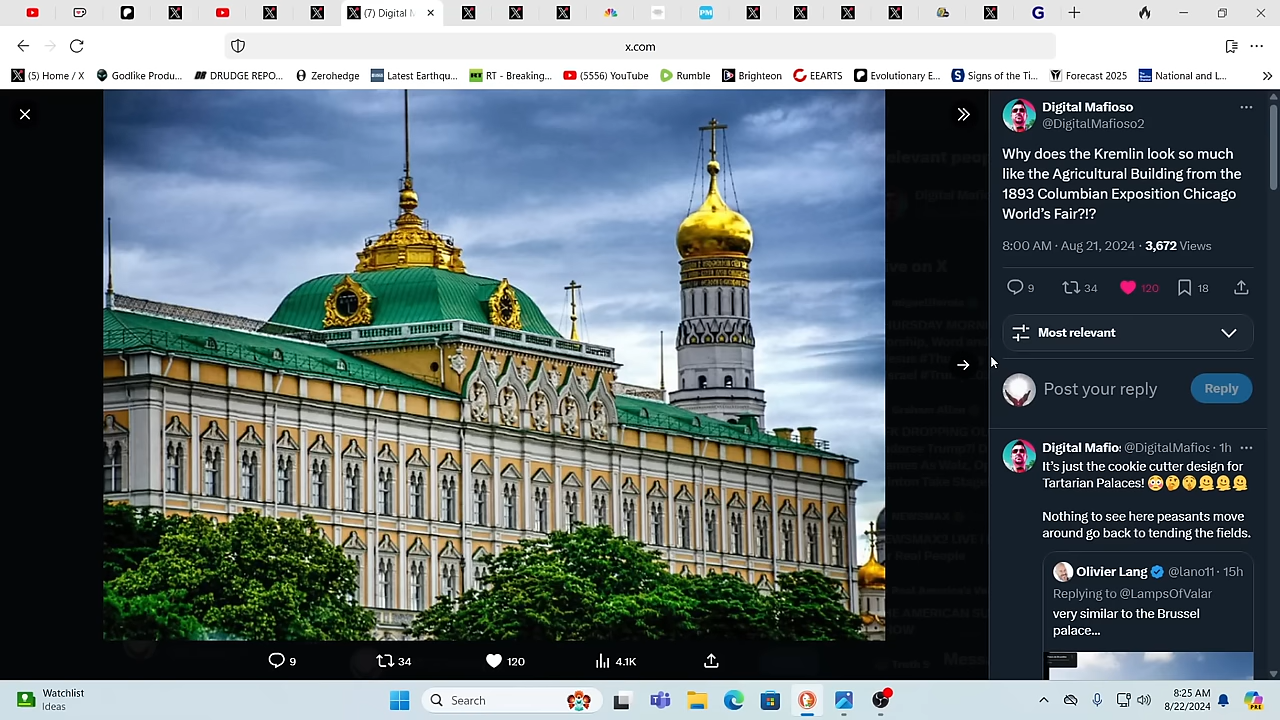 (7) Digital M
x.com
(5) Home / X
Godlike Produ...
DRUDGE REPO...
Zerohedge
Latest Earthqu...
RT - Breaking...
(5556) YouTube
Rumble
Brighteon
EEARTS
Evolutionary E...
Signs of the Ti...
Forecast 2025
National and L...
Digital Mafioso
@DigitalMafioso2
Why does the Kremlin look so much
like the Agricultural Building from the
1893 Columbian Exposition Chicago
World's Fair?!?
8:00 AM · Aug 21, 2024 · 3,672 Views
9 34 120 18
Most relevant
Post your reply
Reply
Digital Mafio @DigitalMafios · 1h
It's just the cookie cutter design for
Tartarian Palaces!
Nothing to see here peasants move
around go back to tending the fields.
Olivier Lang @lano11 · 15h
Replying to @LampsOfValar
very similar to the Brussel
palace...
9 34 120 4.1K
Watchlist
Ideas
Search
8:25 AM
8/22/2024